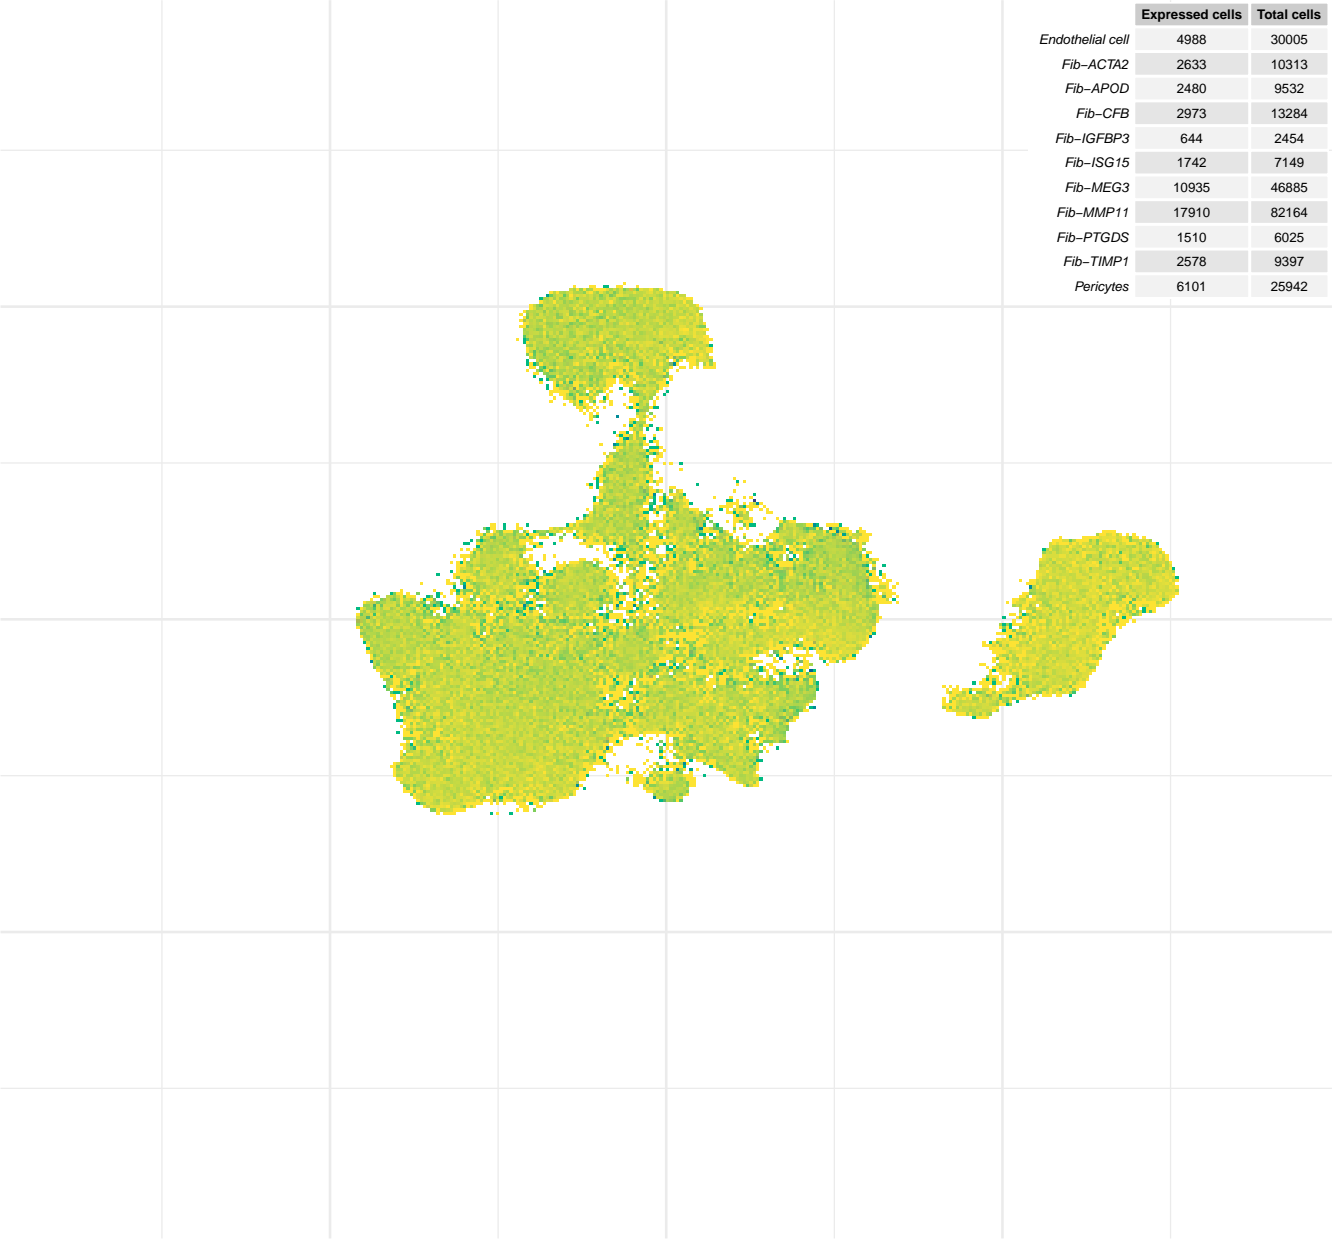 Expressed cells Total cells
Endothelial cell 4988 30005
Fib−ACTA2 2633 10313
Fib−APOD 2480 9532
Fib−CFB 2973 13284
Fib−IGFBP3 644 2454
Fib−ISG15 1742 7149
Fib−MEG3 10935 46885
Fib−MMP11 17910 82164
Fib−PTGDS 1510 6025
Fib−TIMP1 2578 9397
Pericytes 6101 25942